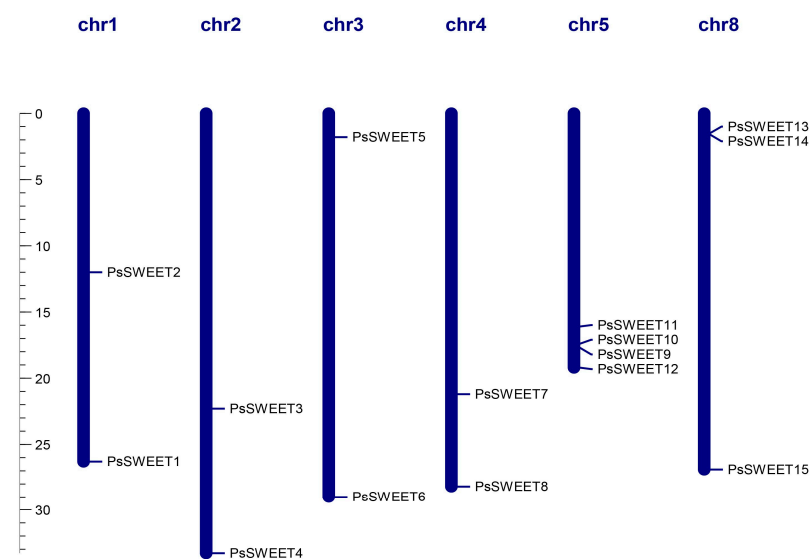 chr1 chr2 chr3 chr4 chr5 chr8
0
5
10
15
20
25
30
PsSWEET2
PsSWEET1
PsSWEET3
PsSWEET4
PsSWEET5
PsSWEET6
PsSWEET7
PsSWEET8
PsSWEET11
PsSWEET10
PsSWEET9
PsSWEET12
PsSWEET13
PsSWEET14
PsSWEET15